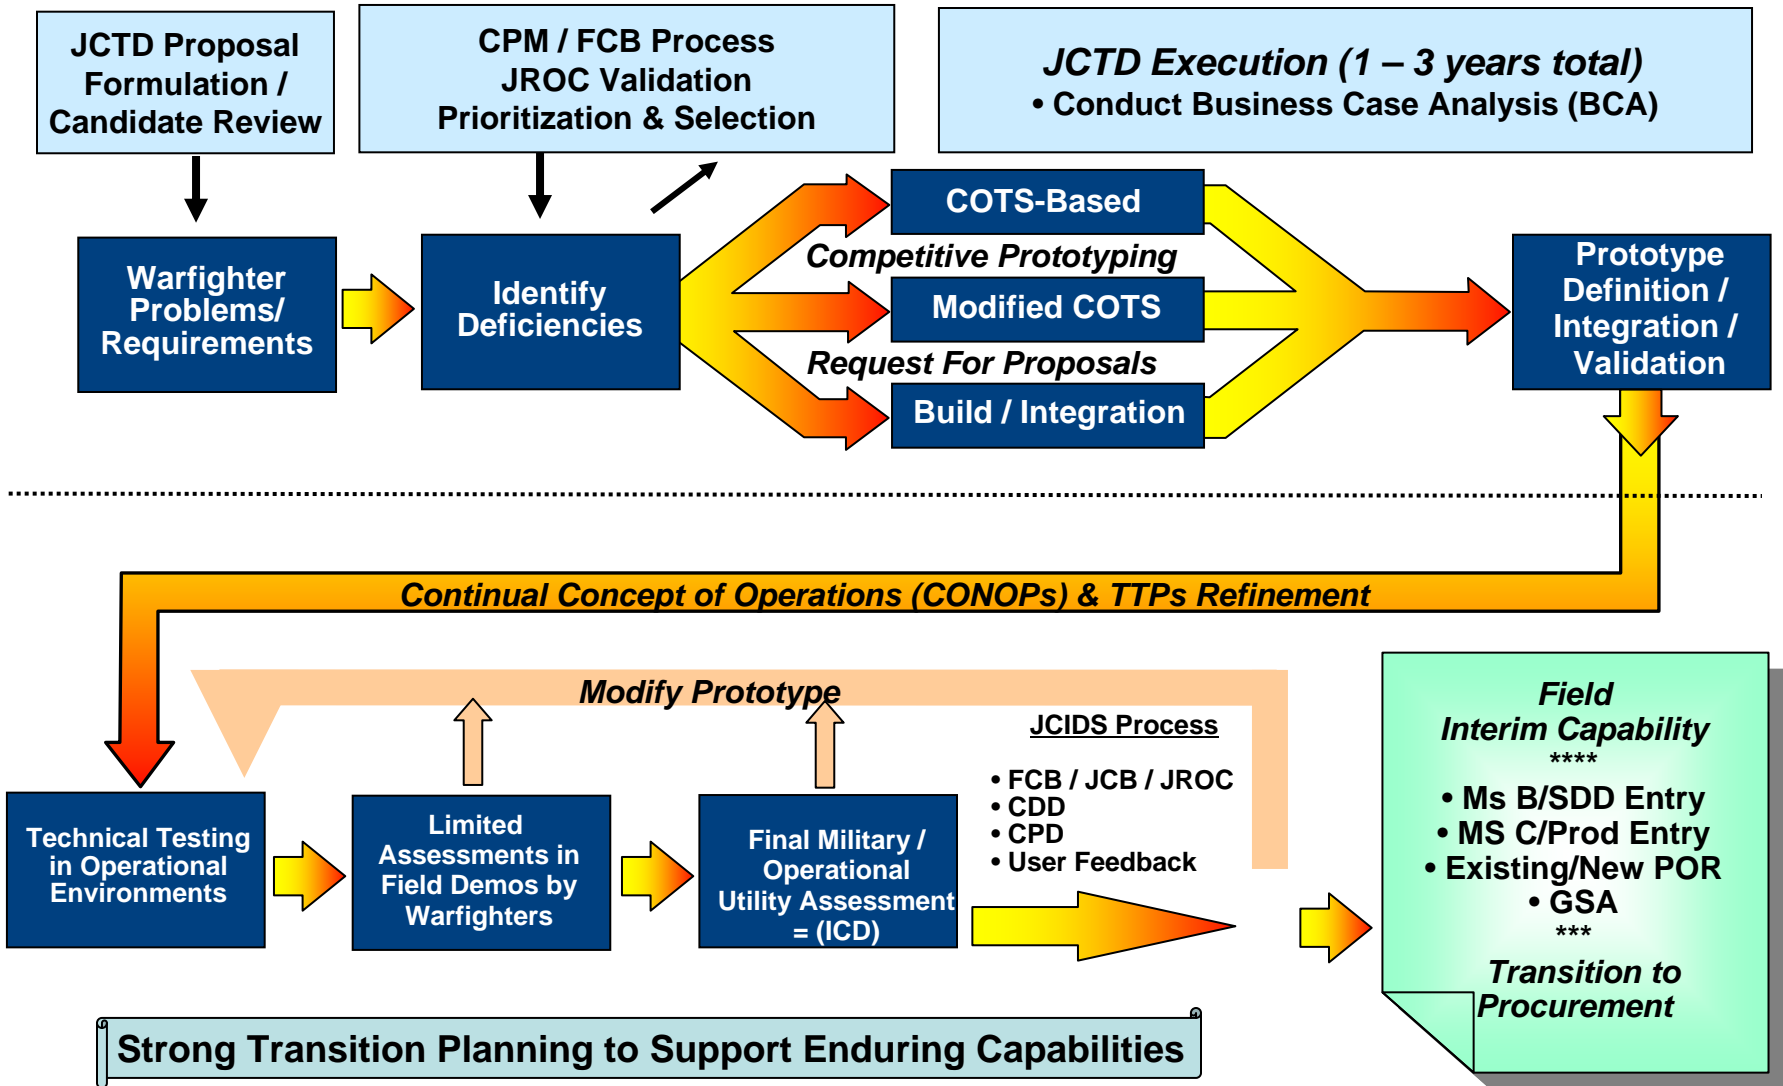 JCTD Proposal
Formulation /
Candidate Review
CPM / FCB Process
JROC Validation
Prioritization & Selection
JCTD Execution (1 – 3 years total)
• Conduct Business Case Analysis (BCA)
Warfighter
Problems/
Requirements
Identify
Deficiencies
COTS-Based
Competitive Prototyping
Modified COTS
Request For Proposals
Build / Integration
Prototype
Definition /
Integration /
Validation
Continual Concept of Operations (CONOPs) & TTPs Refinement
Modify Prototype
Technical Testing
in Operational
Environments
Limited
Assessments in
Field Demos by
Warfighters
Final Military /
Operational
Utility Assessment
= (ICD)
JCIDS Process
• FCB / JCB / JROC
• CDD
• CPD
• User Feedback
Field
Interim Capability
****
• Ms B/SDD Entry
• MS C/Prod Entry
• Existing/New POR
• GSA
***
Transition to
Procurement
Strong Transition Planning to Support Enduring Capabilities